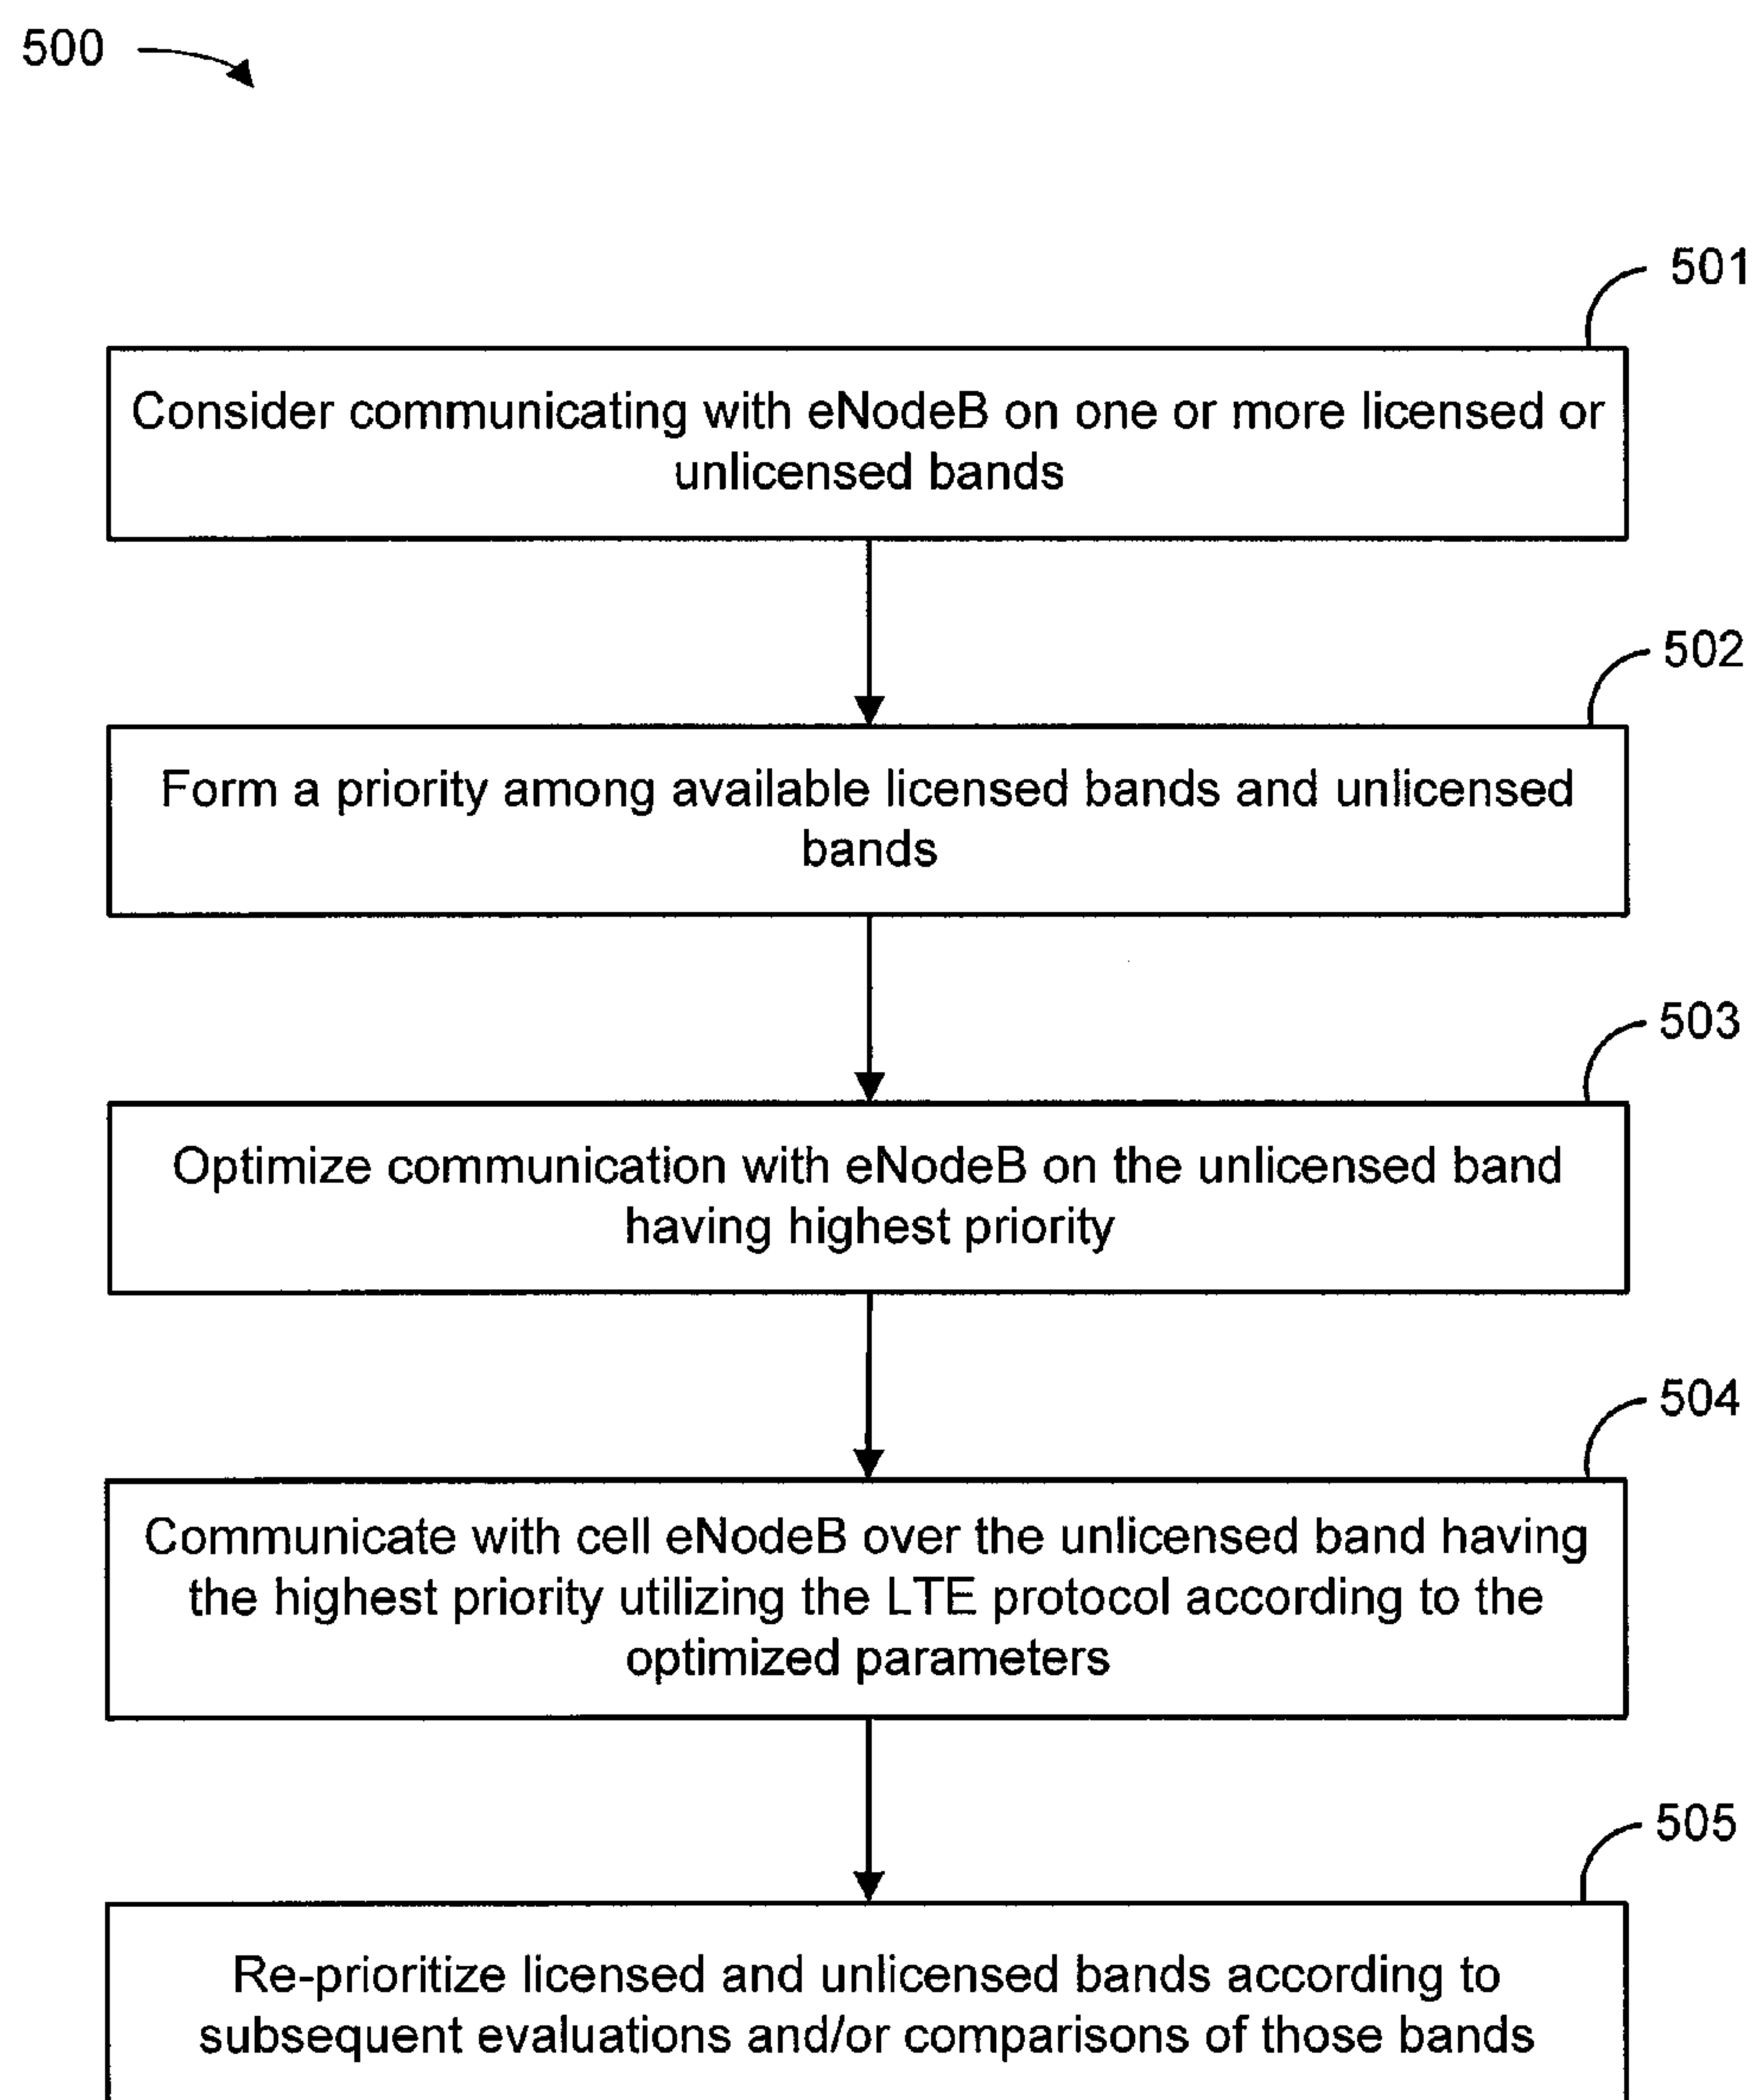 500
501
Consider communicating with eNodeB on one or more licensed or
unlicensed bands
502
Form a priority among available licensed bands and unlicensed
bands
503
Optimize communication with eNodeB on the unlicensed band
having highest priority
504
Communicate with cell eNodeB over the unlicensed band having
the highest priority utilizing the LTE protocol according to the
optimized parameters
505
Re-prioritize licensed and unlicensed bands according to
subsequent evaluations and/or comparisons of those bands